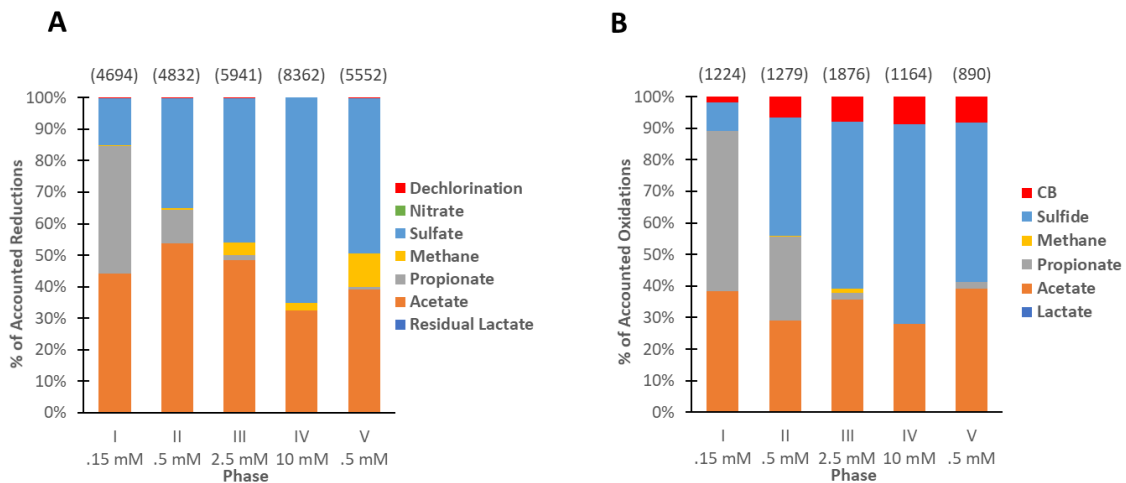 A
(4694) (4832) (5941) (8362) (5552)
% of Accounted Reductions
100%
90%
80%
70%
60%
50%
40%
30%
20%
10%
0%
I II III IV V
.15 mM .5 mM 2.5 mM 10 mM .5 mM
Phase
Dechlorination
Nitrate
Sulfate
Methane
Propionate
Acetate
Residual Lactate
B
(1224) (1279) (1876) (1164) (890)
% of Accounted Oxidations
100%
90%
80%
70%
60%
50%
40%
30%
20%
10%
0%
I II III IV V
.15 mM .5 mM 2.5 mM 10 mM .5 mM
Phase
CB
Sulfide
Methane
Propionate
Acetate
Lactate